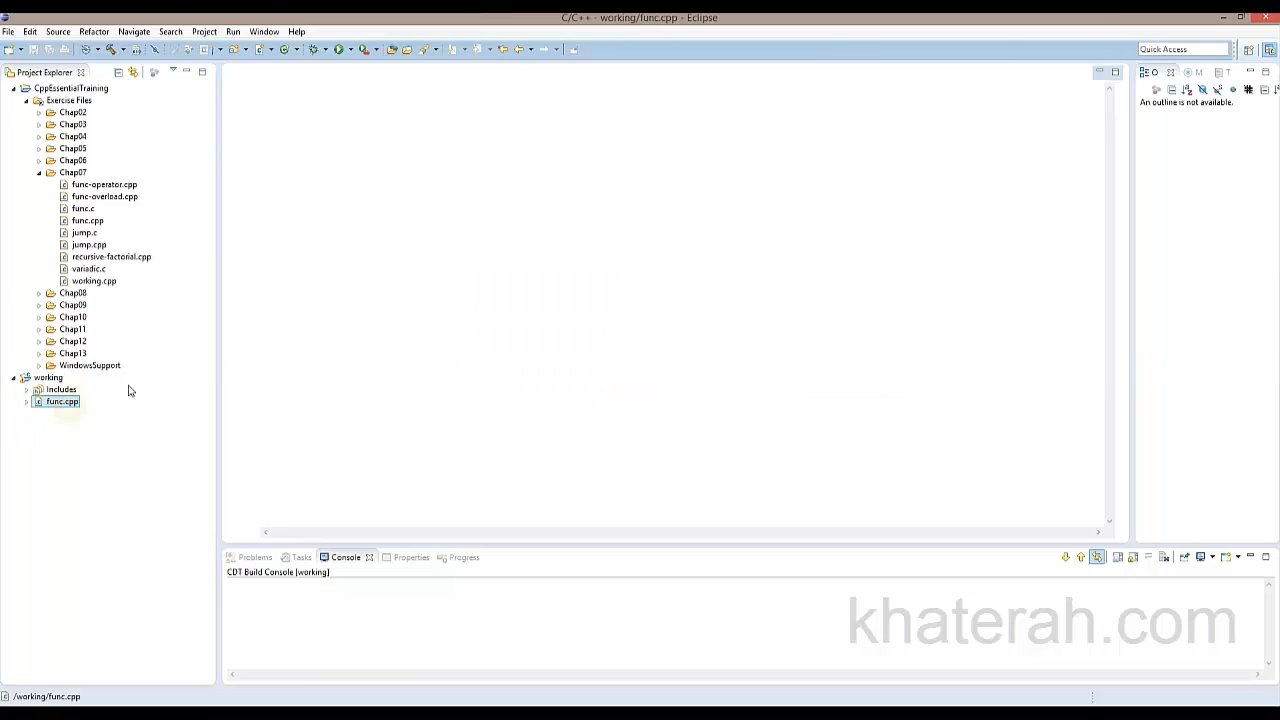 C/C++ - working/func.cpp - Eclipse
File Edit Source Refactor Navigate Search Project Run Window Help
Quick Access
Project Explorer
O M T
CppEssentialTraining
An outline is not available.
Exercise Files
Chap02
Chap03
Chap04
Chap05
Chap06
Chap07
func-operator.cpp
func-overload.cpp
func.c
func.cpp
jump.c
jump.cpp
recursive-factorial.cpp
variadic.c
working.cpp
Chap08
Chap09
Chap10
Chap11
Chap12
Chap13
WindowsSupport
working
Includes
func.cpp
Problems Tasks Console Properties Progress
CDT Build Console [working]
khaterah.com
/working/func.cpp